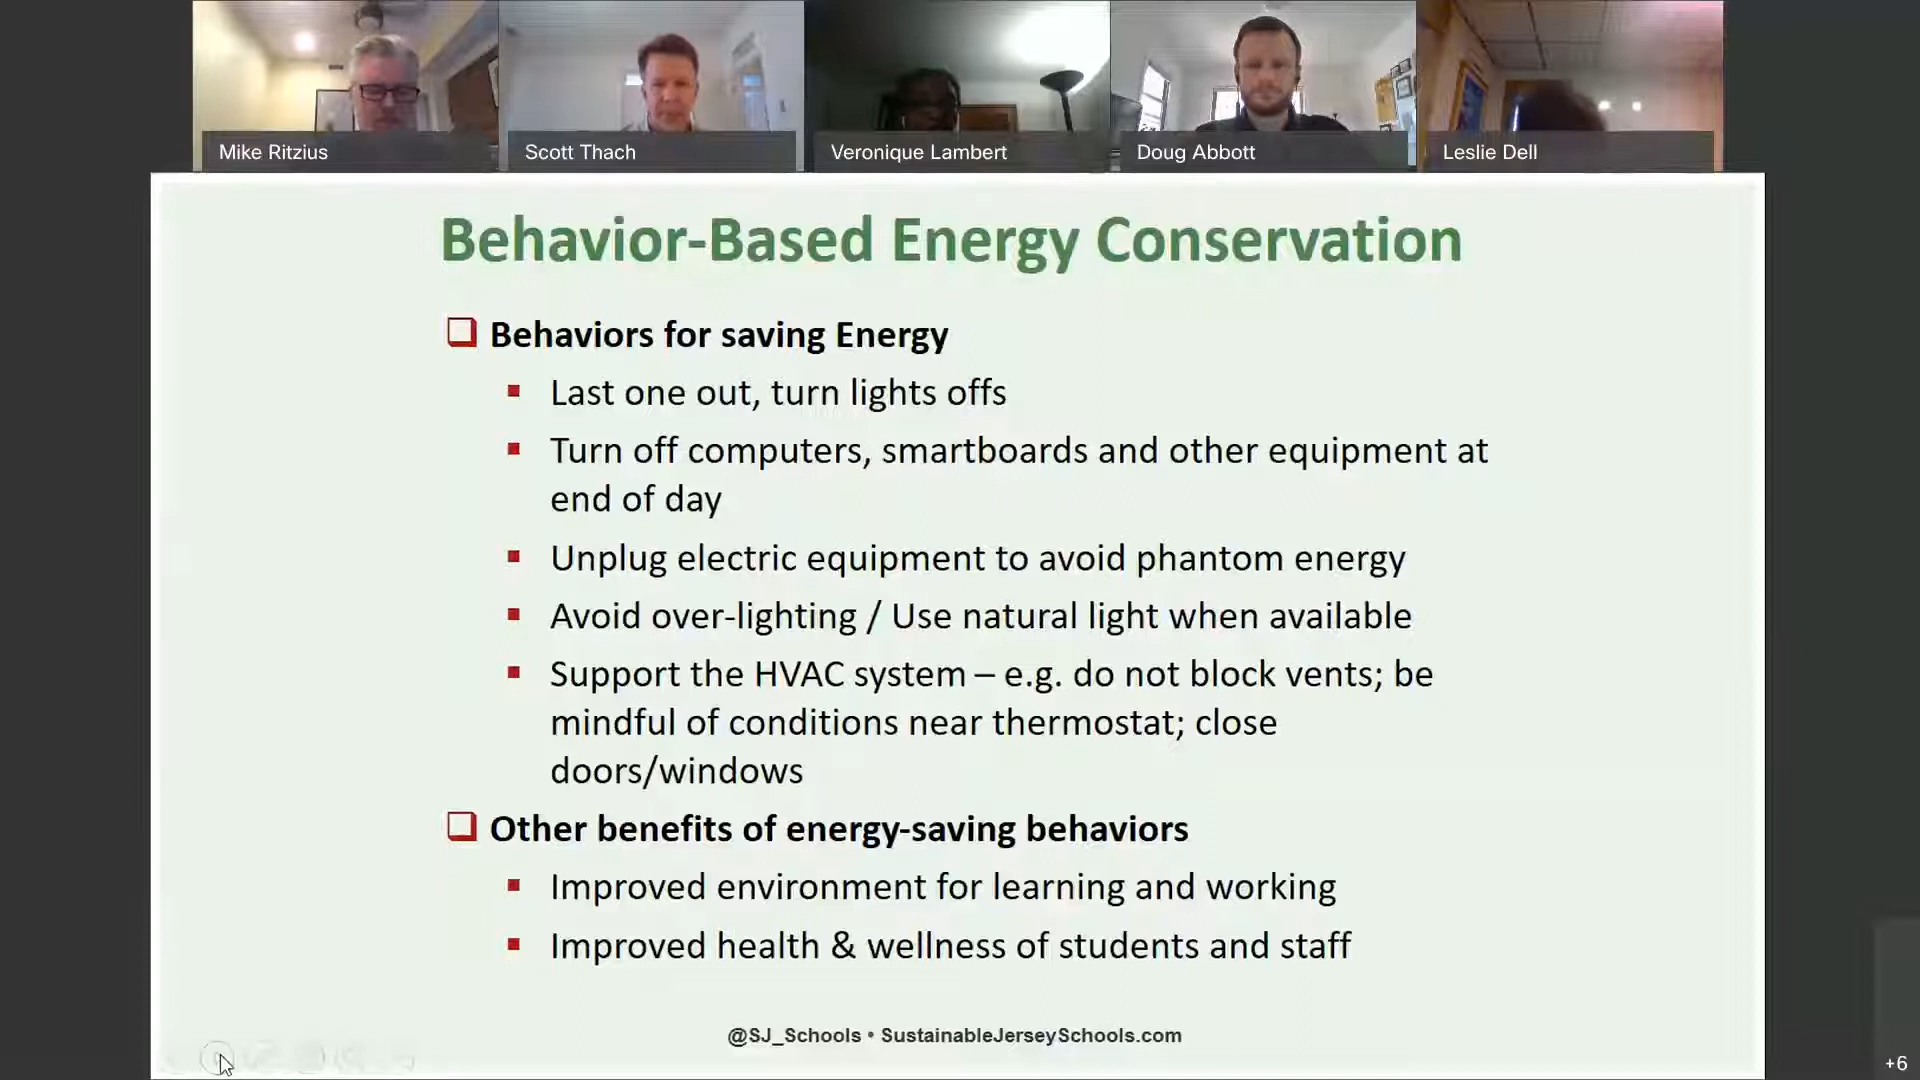 Mike Ritzius
Scott Thach
Veronique Lambert
Doug Abbott
Leslie Dell
Behavior-Based Energy Conservation
Behaviors for saving Energy
Last one out, turn lights offs
Turn off computers, smartboards and other equipment at
end of day
Unplug electric equipment to avoid phantom energy
Avoid over-lighting / Use natural light when available
Support the HVAC system – e.g. do not block vents; be
mindful of conditions near thermostat; close
doors/windows
Other benefits of energy-saving behaviors
Improved environment for learning and working
Improved health & wellness of students and staff
@SJ_Schools • SustainableJerseySchools.com
+6